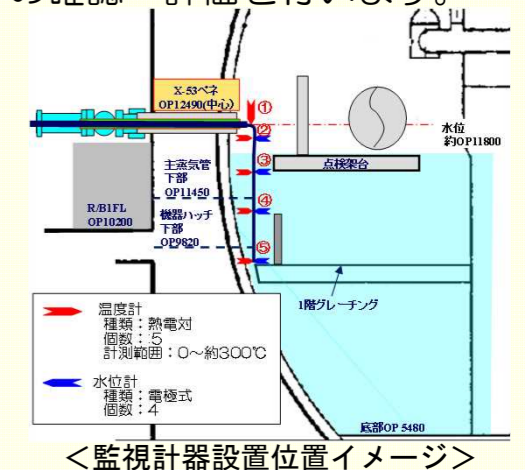 の確認・評価を行います。
X-53ペネ
OP12490(中心)
①
②
水位
約OP11800
主蒸気管
下部
OP11450
③
点検架台
R/B1FL
OP10200
④
機器ハッチ
下部
OP9820
⑤
1階グレーチング
温度計
種類:熱電対
個数:5
計測範囲:0~約300℃
水位計
種類:電極式
個数:4
底部OP 5480
<監視計器設置位置イメージ>